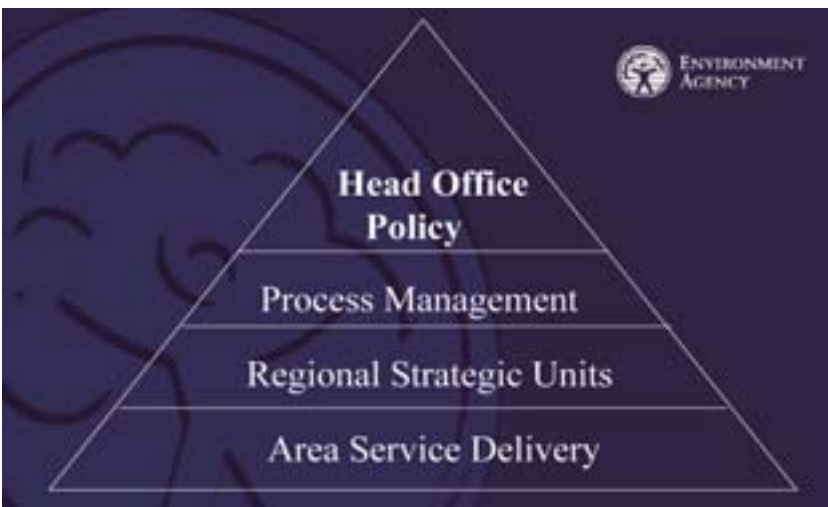 ENVIRONMENT
AGENCY
Head Office
Policy
Process Management
Regional Strategic Units
Area Service Delivery